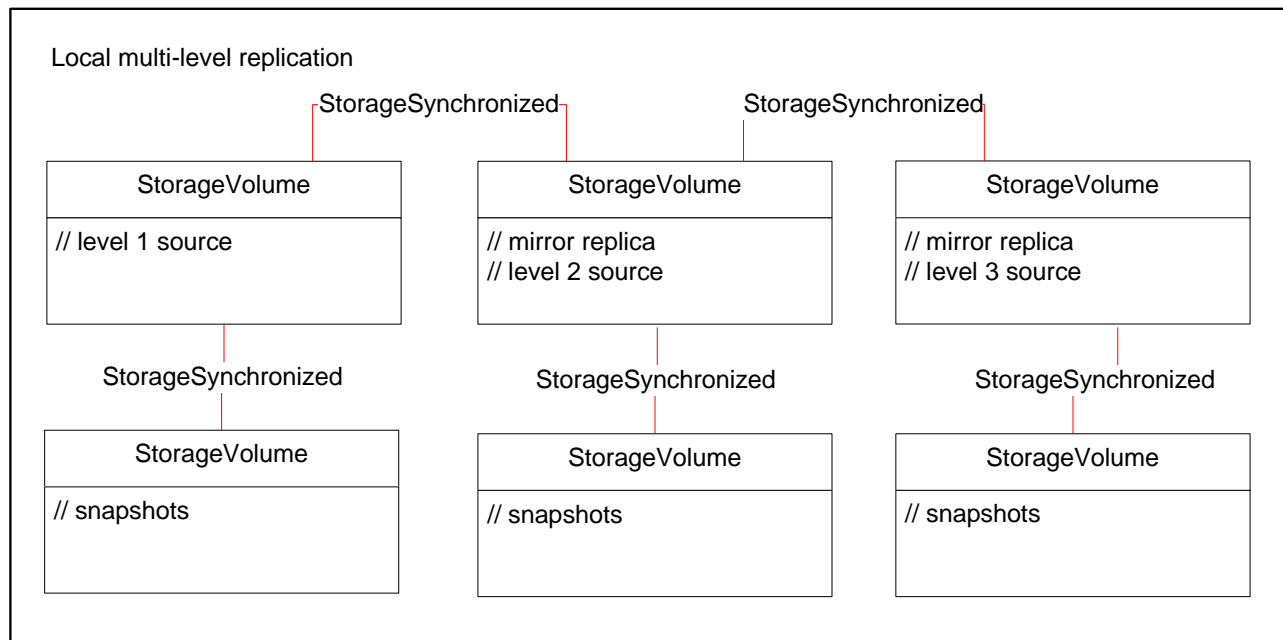 Local multi-level replication
StorageSynchronized
StorageSynchronized
StorageVolume
// level 1 source
StorageVolume
// mirror replica
// level 2 source
StorageVolume
// mirror replica
// level 3 source
StorageSynchronized
StorageSynchronized
StorageSynchronized
StorageVolume
// snapshots
StorageVolume
// snapshots
StorageVolume
// snapshots